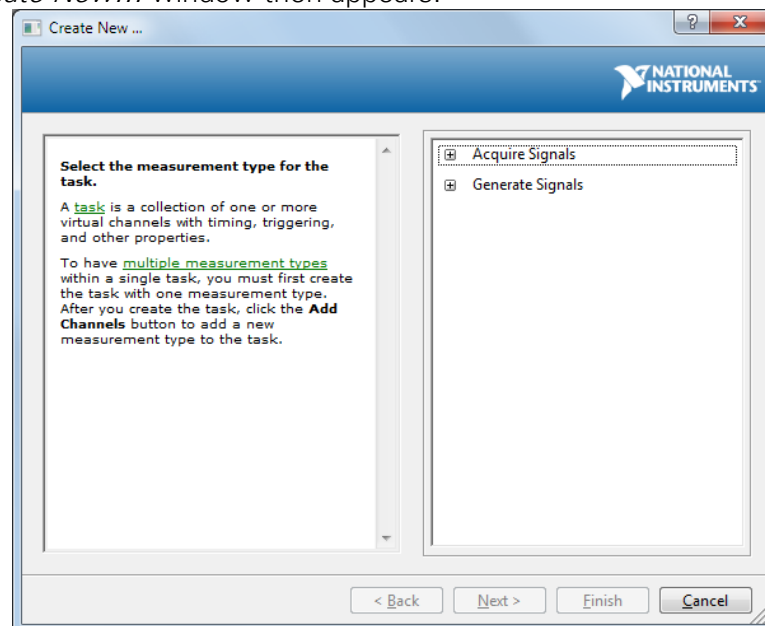 Create New ...
NATIONAL
INSTRUMENTS
Select the measurement type for the
task.
A task is a collection of one or more
virtual channels with timing, triggering,
and other properties.
To have multiple measurement types
within a single task, you must first create
the task with one measurement type.
After you create the task, click the Add
Channels button to add a new
measurement type to the task.
Acquire Signals
Generate Signals
< Back Next > Finish Cancel